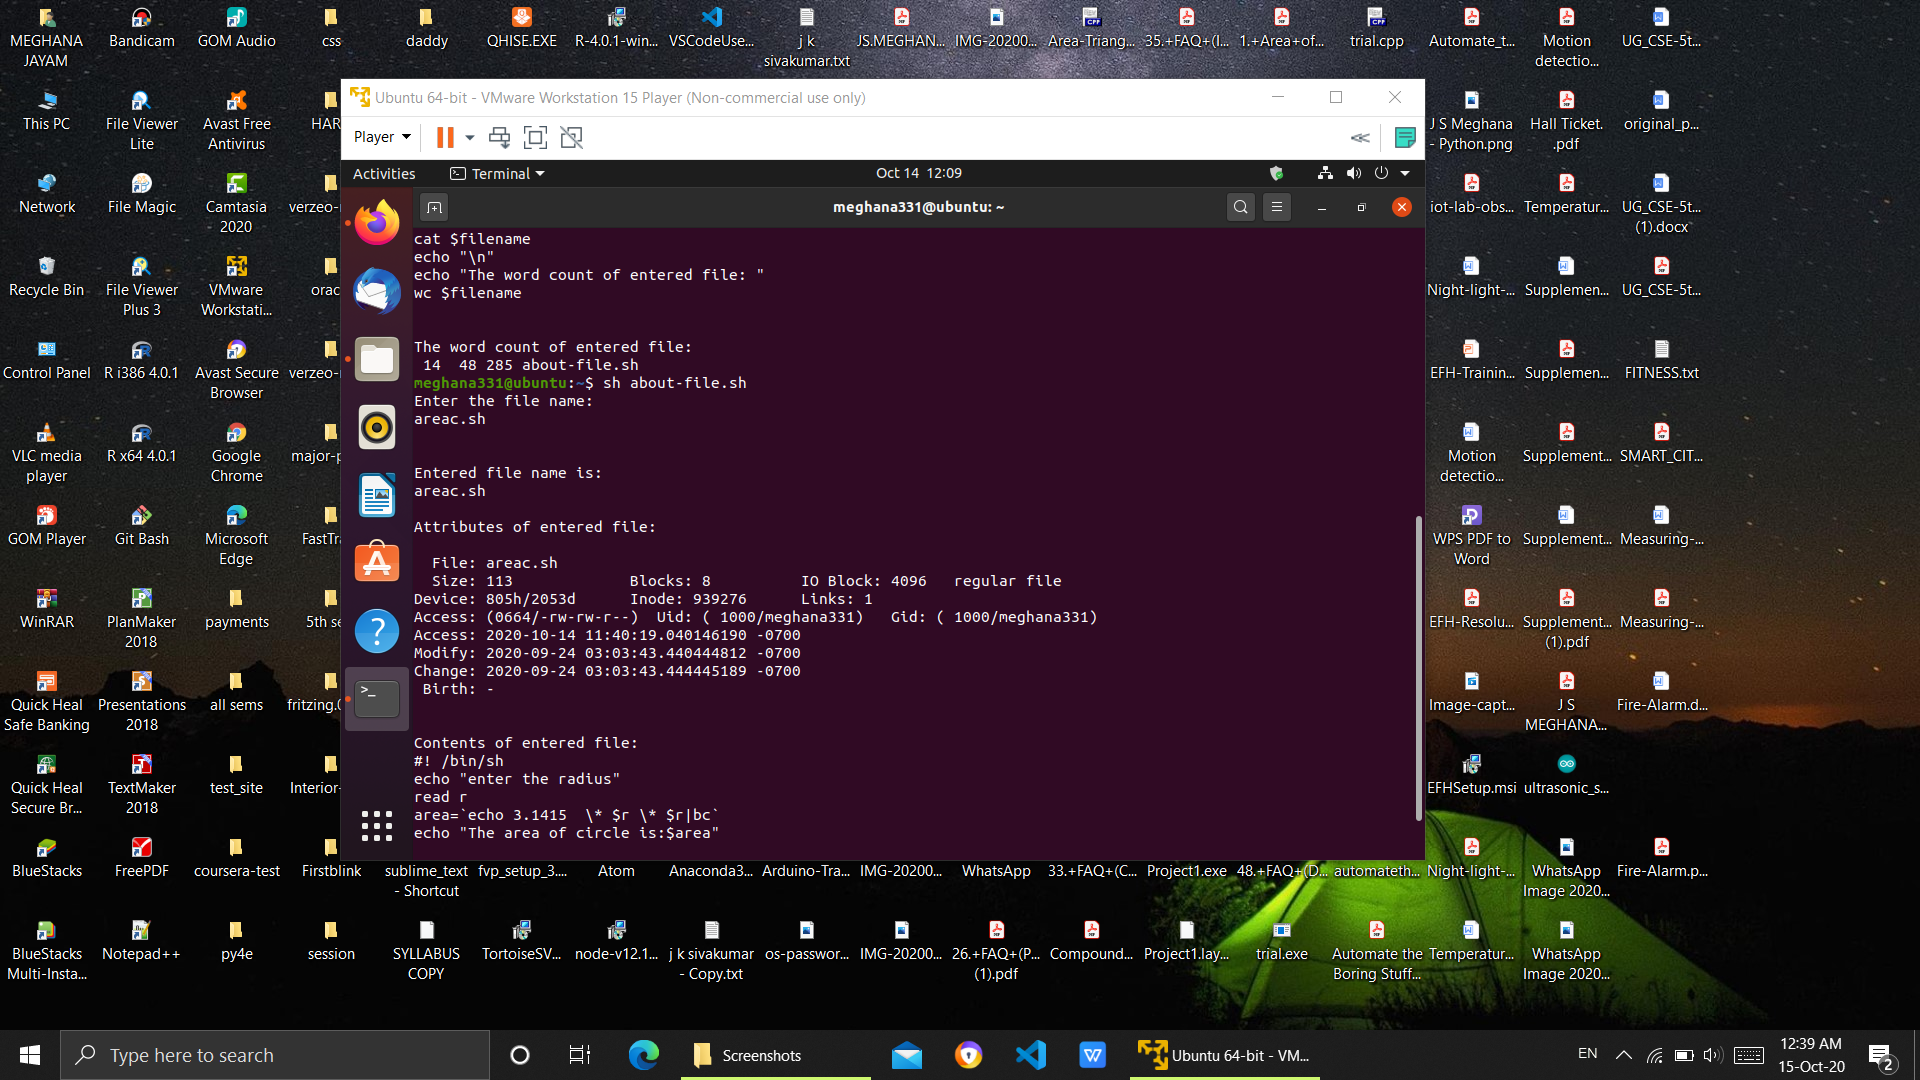 MEGHANA JAYAM
Bandicam
GOM Audio
css
daddy
QHISE.EXE
R-4.0.1-win...
VSCodeUse...
j k sivakumar.txt
JS.MEGHAN...
IMG-20200...
Area-Triang...
35.+FAQ+(I...
1.+Area+of...
trial.cpp
Automate_t...
Motion detectio...
UG_CSE-5t...
Ubuntu 64-bit - VMware Workstation 15 Player (Non-commercial use only)
Player
Activities
Terminal
Oct 14 12:09
meghana331@ubuntu: ~
cat $filename
echo "\n"
echo "The word count of entered file: "
wc $filename
The word count of entered file:
14 48 285 about-file.sh
meghana331@ubuntu:~$ sh about-file.sh
Enter the file name:
areac.sh
Entered file name is:
areac.sh
Attributes of entered file:
File: areac.sh
Size: 113 Blocks: 8 IO Block: 4096 regular file
Device: 805h/2053d Inode: 939276 Links: 1
Access: (0664/-rw-rw-r--) Uid: ( 1000/meghana331) Gid: ( 1000/meghana331)
Access: 2020-10-14 11:40:19.040146190 -0700
Modify: 2020-09-24 03:03:43.440444812 -0700
Change: 2020-09-24 03:03:43.444445189 -0700
Birth: -
Contents of entered file:
#! /bin/sh
echo "enter the radius"
read r
area=`echo 3.1415 \* $r \* $r|bc`
echo "The area of circle is:$area"
This PC
File Viewer Lite
Avast Free Antivirus
HAR
J S Meghana - Python.png
Hall Ticket. .pdf
original_p...
Network
File Magic
Camtasia 2020
verzeo-
iot-lab-obs...
Temperatur...
UG_CSE-5t... (1).docx
Recycle Bin
File Viewer Plus 3
VMware Workstati...
orac
Night-light-...
Supplemen...
UG_CSE-5t...
Control Panel
R i386 4.0.1
Avast Secure Browser
verzeo-
EFH-Trainin...
Supplemen...
FITNESS.txt
VLC media player
R x64 4.0.1
Google Chrome
major-p
Motion detectio...
Supplement...
SMART_CIT...
GOM Player
Git Bash
Microsoft Edge
FastTra
WPS PDF to Word
Supplement...
Measuring-...
WinRAR
PlanMaker 2018
payments
5th se
EFH-Resolu...
Supplement... (1).pdf
Measuring-...
Quick Heal Safe Banking
Presentations 2018
all sems
fritzing.0
Image-capt...
J S MEGHANA...
Fire-Alarm.d...
Quick Heal Secure Br...
TextMaker 2018
test_site
Interior-
EFHSetup.msi
ultrasonic_s...
BlueStacks
FreePDF
coursera-test
Firstblink
sublime_text - Shortcut
fvp_setup_3....
Atom
Anaconda3...
Arduino-Tra...
IMG-20200...
WhatsApp
33.+FAQ+(C...
Project1.exe
48.+FAQ+(D...
automateth...
Night-light-...
WhatsApp Image 2020...
Fire-Alarm.p...
BlueStacks Multi-Insta...
Notepad++
py4e
session
SYLLABUS COPY
TortoiseSV...
node-v12.1...
j k sivakumar - Copy.txt
os-passwor...
IMG-20200...
26.+FAQ+(P... (1).pdf
Compound...
Project1.lay...
trial.exe
Automate the Boring Stuff...
Temperatur...
WhatsApp Image 2020...
Type here to search
Screenshots
Ubuntu 64-bit - VM...
EN
12:39 AM
15-Oct-20
2